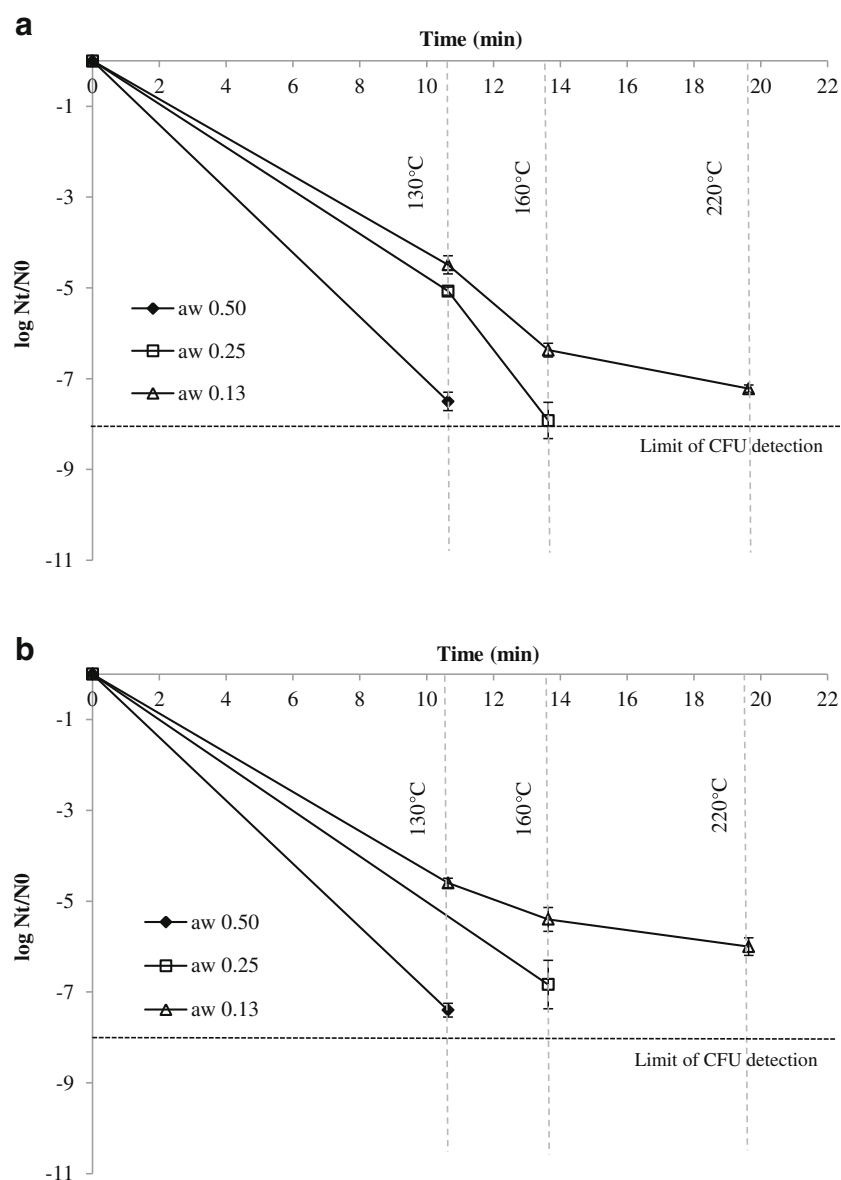 a
Time (min)
0 2 4 6 8 10 12 14 16 18 20 22
-1
-3
-5
-7
-9
-11
log Nt/N0
130°C
160°C
220°C
aw 0.50
aw 0.25
aw 0.13
Limit of CFU detection
b
Time (min)
0 2 4 6 8 10 12 14 16 18 20 22
-1
-3
-5
-7
-9
-11
log Nt/N0
130°C
160°C
220°C
aw 0.50
aw 0.25
aw 0.13
Limit of CFU detection